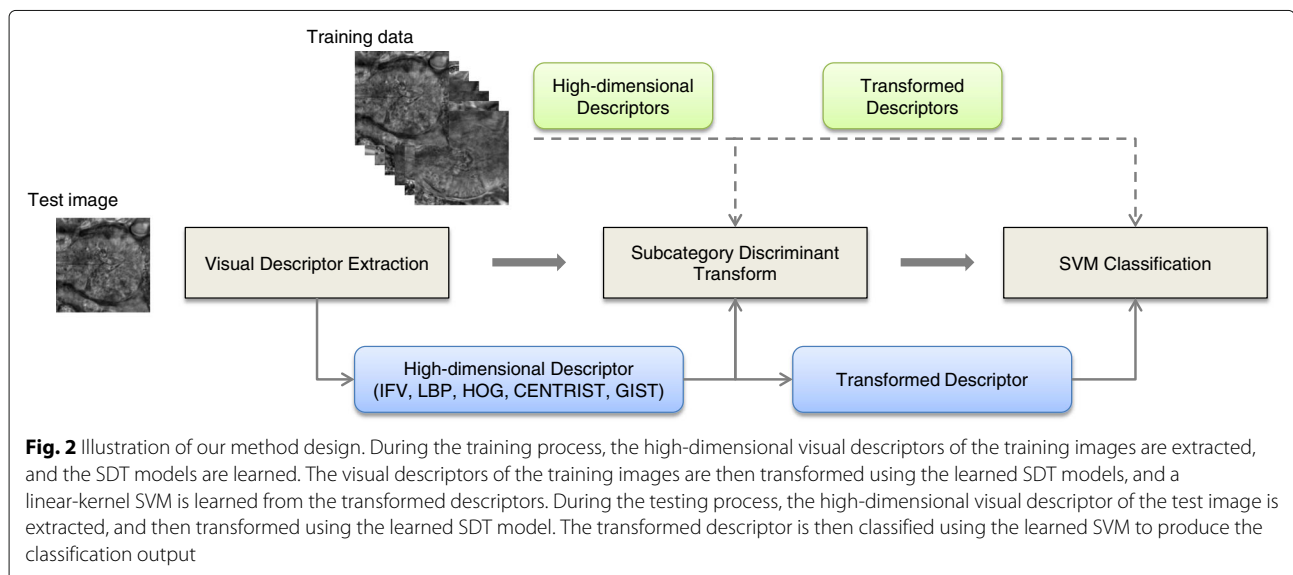 Training data
High-dimensional
Descriptors
Transformed
Descriptors
Test image
Visual Descriptor Extraction
Subcategory Discriminant
Transform
SVM Classification
High-dimensional Descriptor
(IFV, LBP, HOG, CENTRIST, GIST)
Transformed Descriptor
Fig. 2 Illustration of our method design. During the training process, the high-dimensional visual descriptors of the training images are extracted,
and the SDT models are learned. The visual descriptors of the training images are then transformed using the learned SDT models, and a
linear-kernel SVM is learned from the transformed descriptors. During the testing process, the high-dimensional visual descriptor of the test image is
extracted, and then transformed using the learned SDT model. The transformed descriptor is then classified using the learned SVM to produce the
classification output